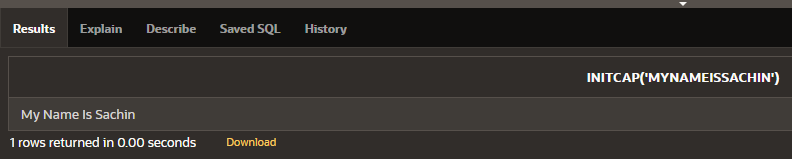 Results Explain Describe Saved SQL History
INITCAP('MYNAMEISSACHIN')
My Name Is Sachin
1 rows returned in 0.00 seconds Download